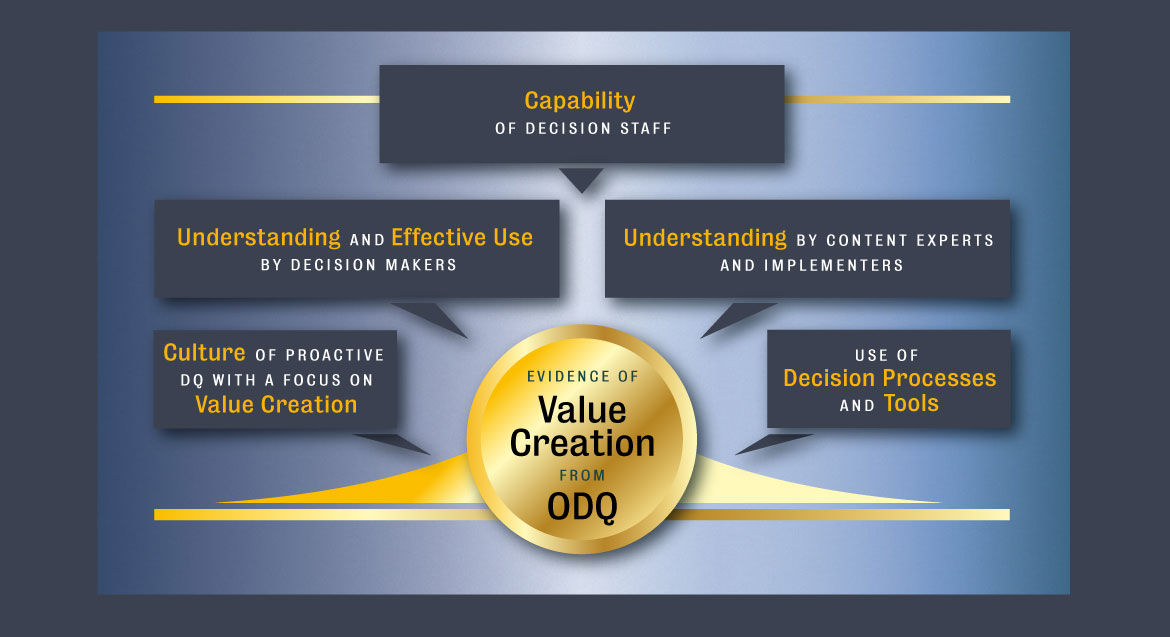 Capability
OF DECISION STAFF
Understanding AND Effective Use
BY DECISION MAKERS
Understanding BY CONTENT EXPERTS
AND IMPLEMENTERS
Culture OF PROACTIVE
DQ WITH A FOCUS ON
Value Creation
USE OF
Decision Processes
AND Tools
EVIDENCE OF
Value
Creation
FROM
ODQ